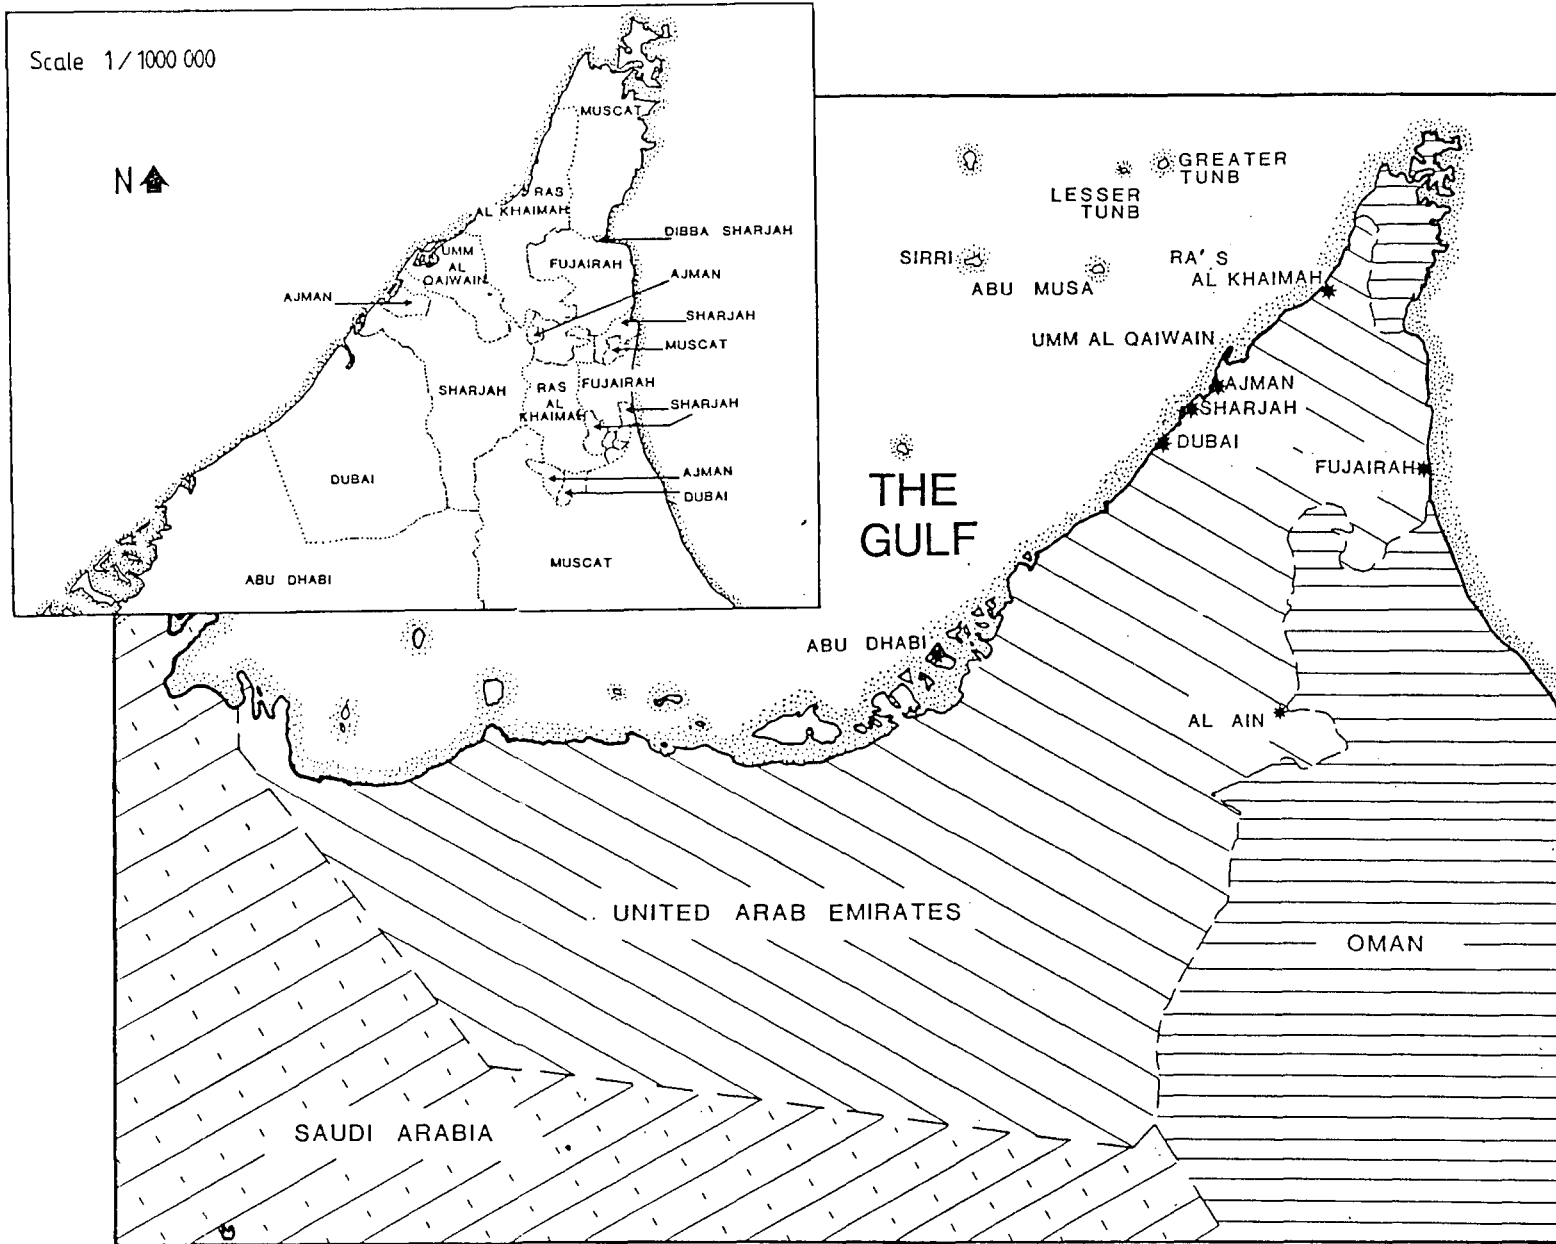 Scale 1/1000 000
N
MUSCAT
RAS
AL KHAIMAH
DIBBA SHARJAH
UMM
AL
QAIWAIN
FUJAIRAH
AJMAN
AJMAN
SHARJAH
MUSCAT
SHARJAH
RAS
AL
KHAIMAH
FUJAIRAH
SHARJAH
DUBAI
AJMAN
DUBAI
MUSCAT
ABU DHABI
GREATER
TUNB
LESSER
TUNB
SIRRI
ABU MUSA
RA'S
AL KHAIMAH
UMM AL QAIWAIN
AJMAN
SHARJAH
DUBAI
FUJAIRAH
THE
GULF
ABU DHABI
AL AIN
UNITED ARAB EMIRATES
OMAN
SAUDI ARABIA